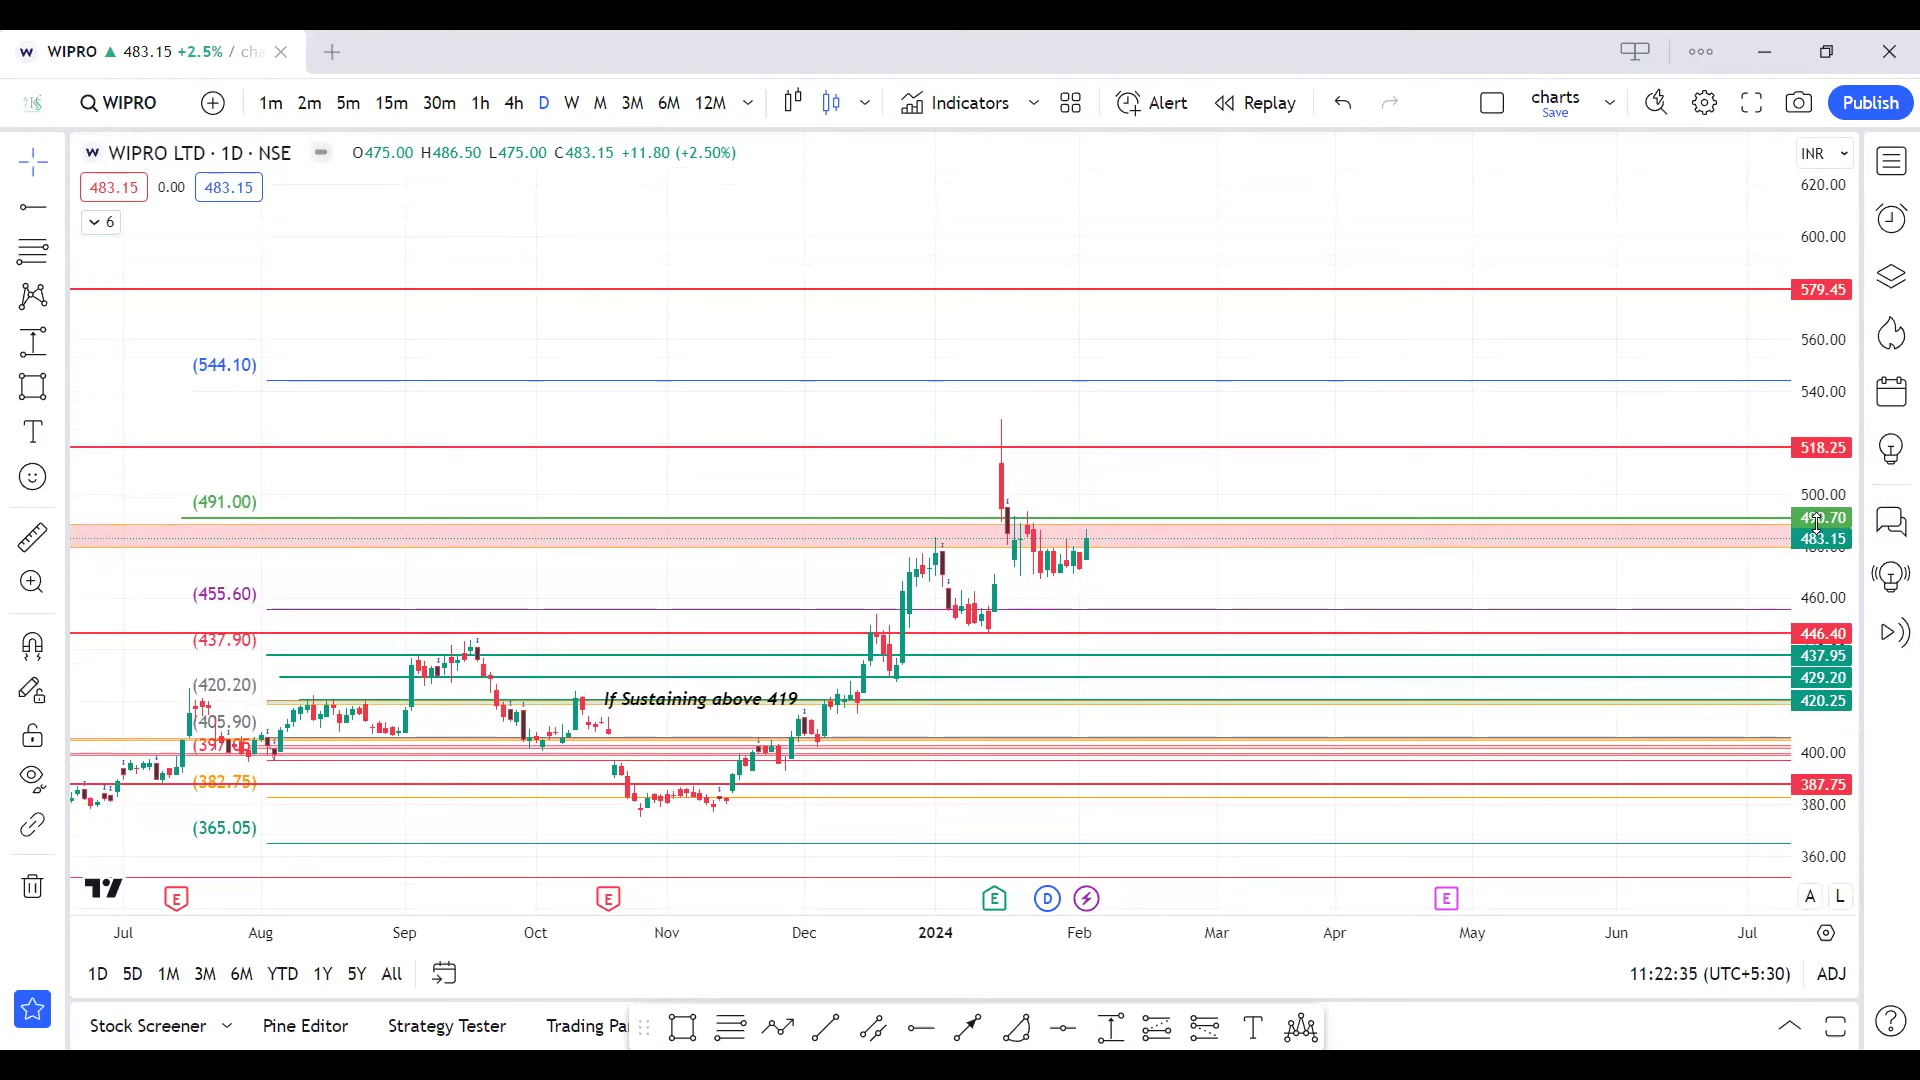 W WIPRO ▲ 483.15 +2.5% /
WIPRO 1m 2m 5m 15m 30m 1h 4h D W M 3M 6M 12M Indicators Alert Replay charts Save Publish
W WIPRO LTD · 1D · NSE O475.00 H486.50 L475.00 C483.15 +11.80 (+2.50%) INR
483.15 0.00 483.15
6
620.00
600.00
579.45
560.00
(544.10)
540.00
518.25
500.00
(491.00)
483.15
(455.60)
460.00
446.40
(437.90)
437.95
429.20
(420.20)
If Sustaining above 419
420.25
(405.90)
400.00
(382.75)
387.75
380.00
(365.05)
360.00
E E E D E A L
Jul Aug Sep Oct Nov Dec 2024 Feb Mar Apr May Jun Jul
1D 5D 1M 3M 6M YTD 1Y 5Y All 11:22:35 (UTC+5:30) ADJ
Stock Screener Pine Editor Strategy Tester Trading Pa